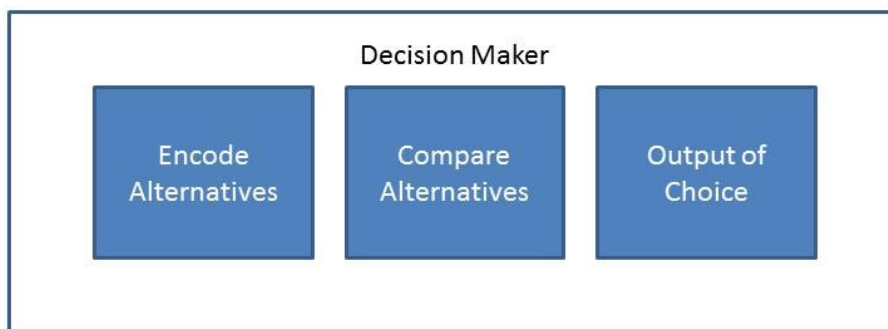 Decision Maker
Encode
Alternatives
Compare
Alternatives
Output of
Choice